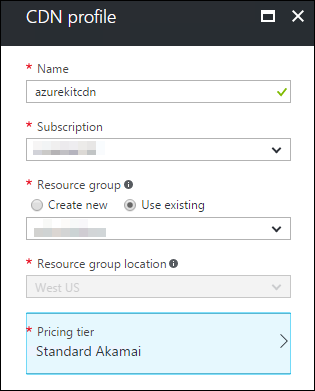 CDN profile
* Name
azurekitcdn
* Subscription
* Resource group
Create new Use existing
* Resource group location
West US
* Pricing tier
Standard Akamai